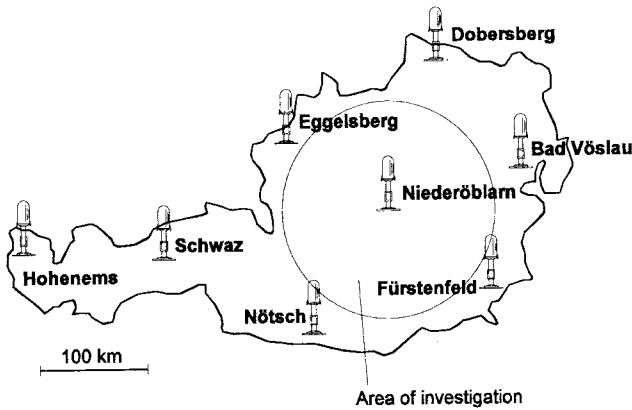 Dobersberg
Eggelsberg
Bad Vöslau
Niederöblarn
Schwaz
Hohenems
Fürstenfeld
Nötsch
100 km
Area of investigation